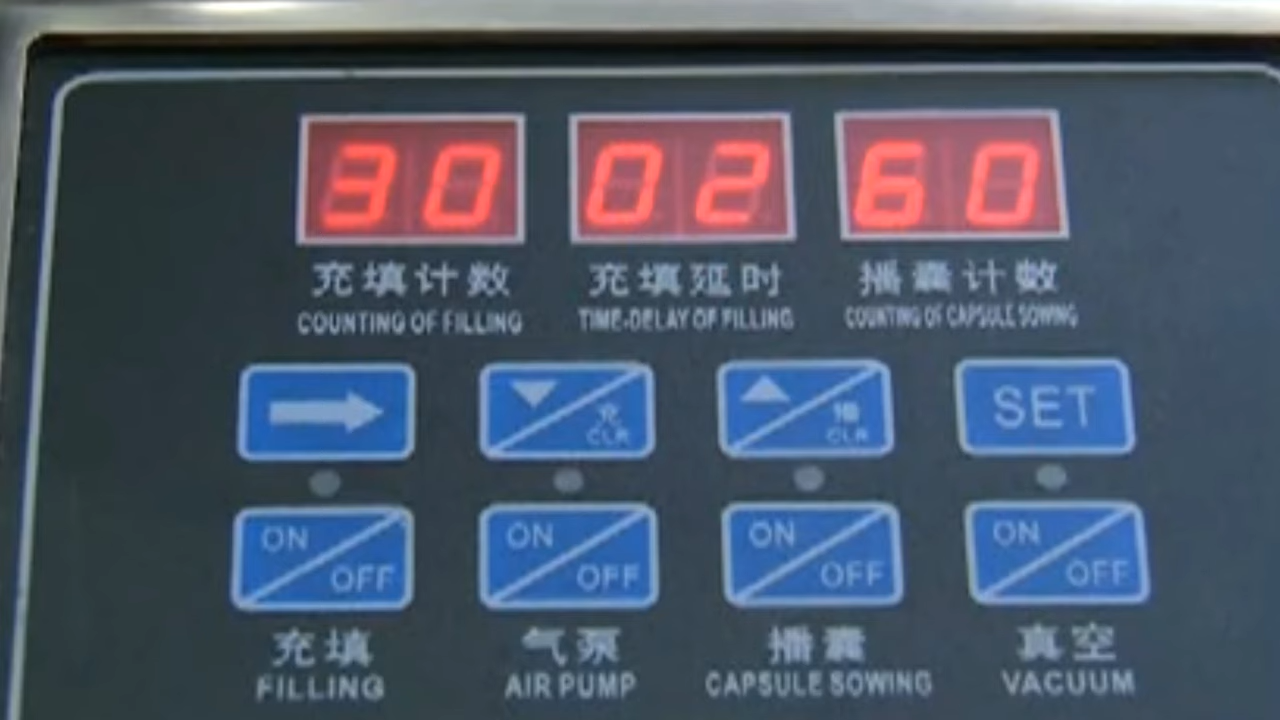 30 02 60
充填计数 充填延时 播囊计数
COUNTING OF FILLING TIME-DELAY OF FILLING COUNTING OF CAPSULE SOWING
充 CLR 播 CLR SET
ON OFF ON OFF ON OFF ON OFF
充填 气泵 播囊 真空
FILLING AIR PUMP CAPSULE SOWING VACUUM